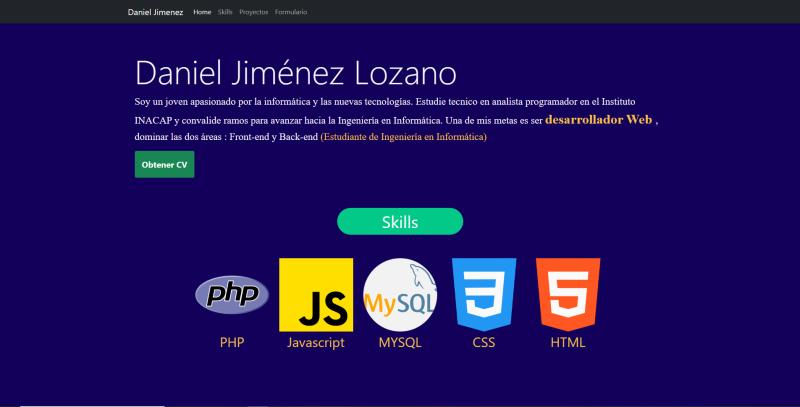 Daniel Jimenez Home Skills Proyectos Formulario
Daniel Jiménez Lozano
Soy un joven apasionado por la informática y las nuevas tecnologías. Estudie tecnico en analista programador en el Instituto
INACAP y convalide ramos para avanzar hacia la Ingeniería en Informática. Una de mis metas es ser desarrollador Web ,
dominar las dos áreas : Front-end y Back-end (Estudiante de Ingeniería en Informática)
Obtener CV
Skills
php JS MySQL 3 5
PHP Javascript MYSQL CSS HTML